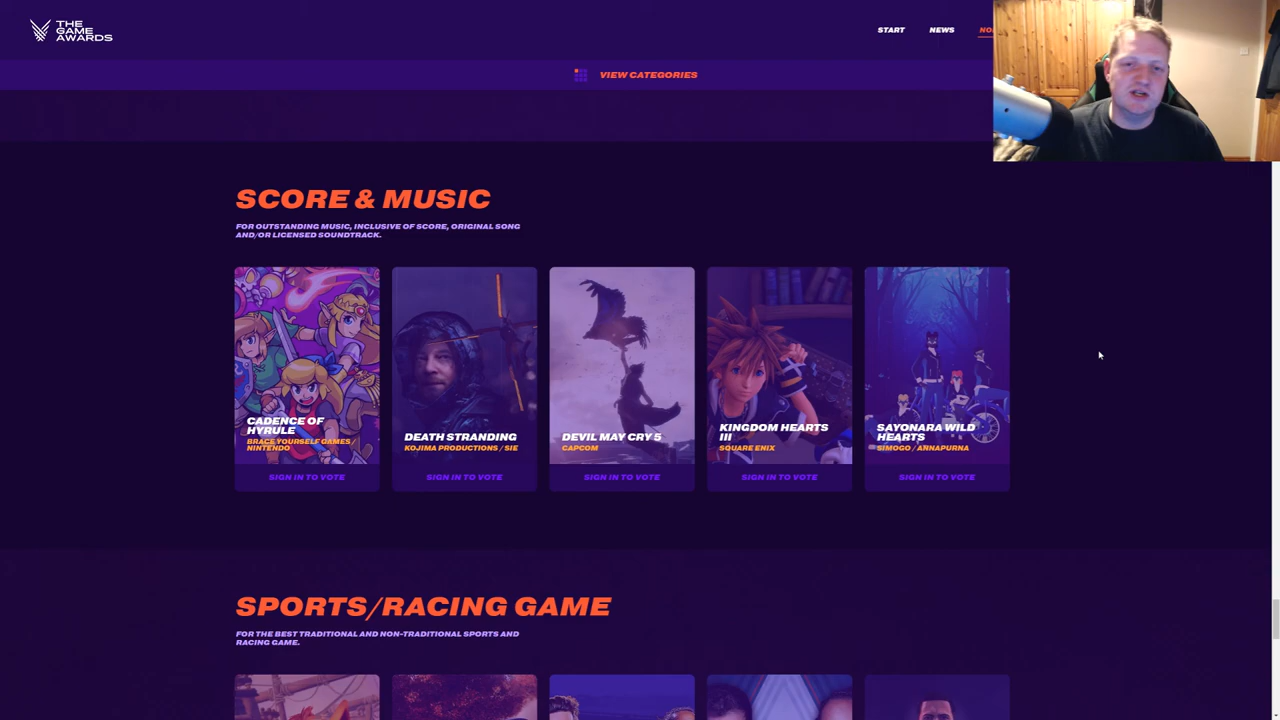 THE
GAME
AWARDS
START
NEWS
VIEW CATEGORIES
SCORE & MUSIC
FOR OUTSTANDING MUSIC, INCLUSIVE OF SCORE, ORIGINAL SONG
AND/OR LICENSED SOUNDTRACK.
CADENCE OF
HYRULE
BRACE YOURSELF GAMES /
NINTENDO
SIGN IN TO VOTE
DEATH STRANDING
KOJIMA PRODUCTIONS / SIE
SIGN IN TO VOTE
DEVIL MAY CRY 5
CAPCOM
SIGN IN TO VOTE
KINGDOM HEARTS
III
SQUARE ENIX
SIGN IN TO VOTE
SAYONARA WILD
HEARTS
SIMOGO / ANNAPURNA
SIGN IN TO VOTE
SPORTS/RACING GAME
FOR THE BEST TRADITIONAL AND NON-TRADITIONAL SPORTS AND
RACING GAME.